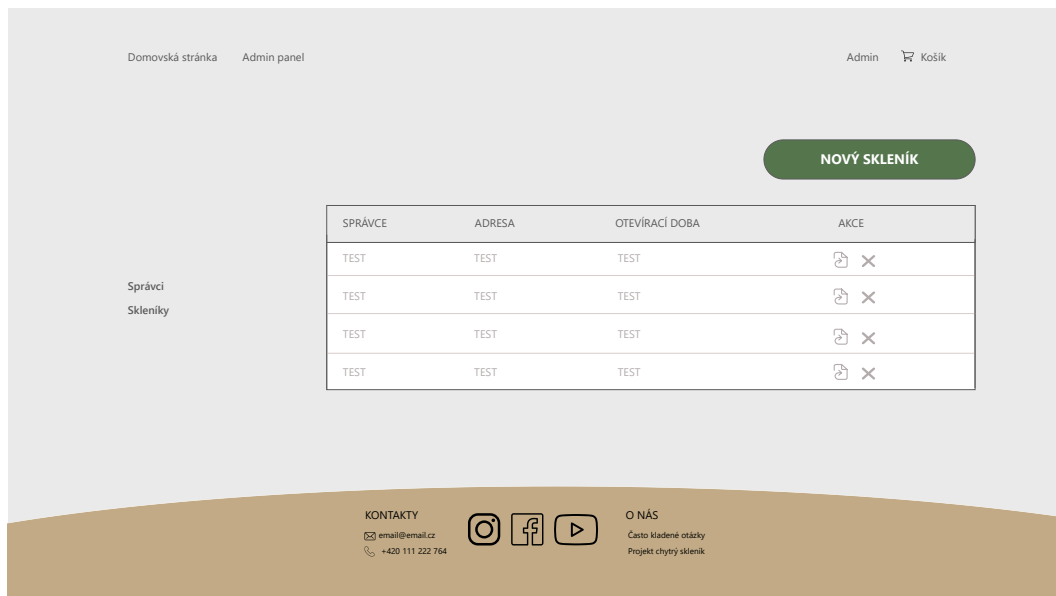 Domovská stránka Admin panel Admin Košík
NOVÝ SKLENÍK
SPRÁVCE ADRESA OTEVÍRACÍ DOBA AKCE
TEST TEST TEST
Správci
TEST TEST TEST
Skleníky
TEST TEST TEST
TEST TEST TEST
KONTAKTY
email@email.cz
+420 111 222 764
O NÁS
Často kladené otázky
Projekt chytrý skleník